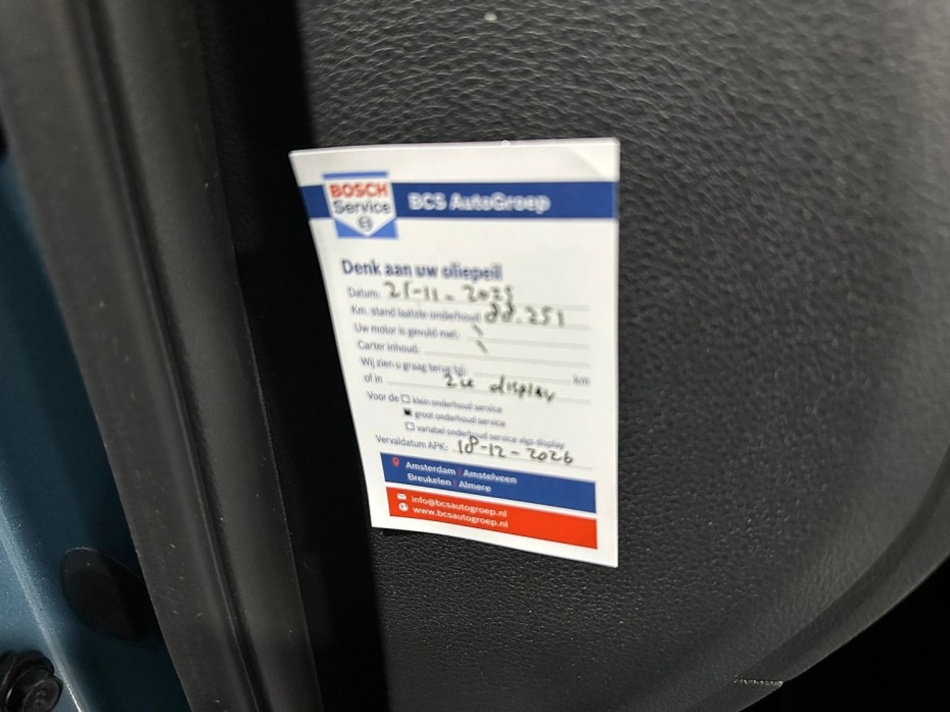 BOSCH
Service
BCS AutoGroep
Denk aan uw oliepeil
Datum: 21-11-2025
Km. stand laatste onderhoud: 88.251
Uw motor is gevuld met: \
Carter inhoud: \
Wij zien u graag terug bij: km
of in zie display
Voor de klein onderhoud service
groot onderhoud service
variabel onderhoud service vlgs display
Vervaldatum APK: 18-12-2026
Amsterdam | Amstelveen
Breukelen | Almere
info@bcsautogroep.nl
www.bcsautogroep.nl